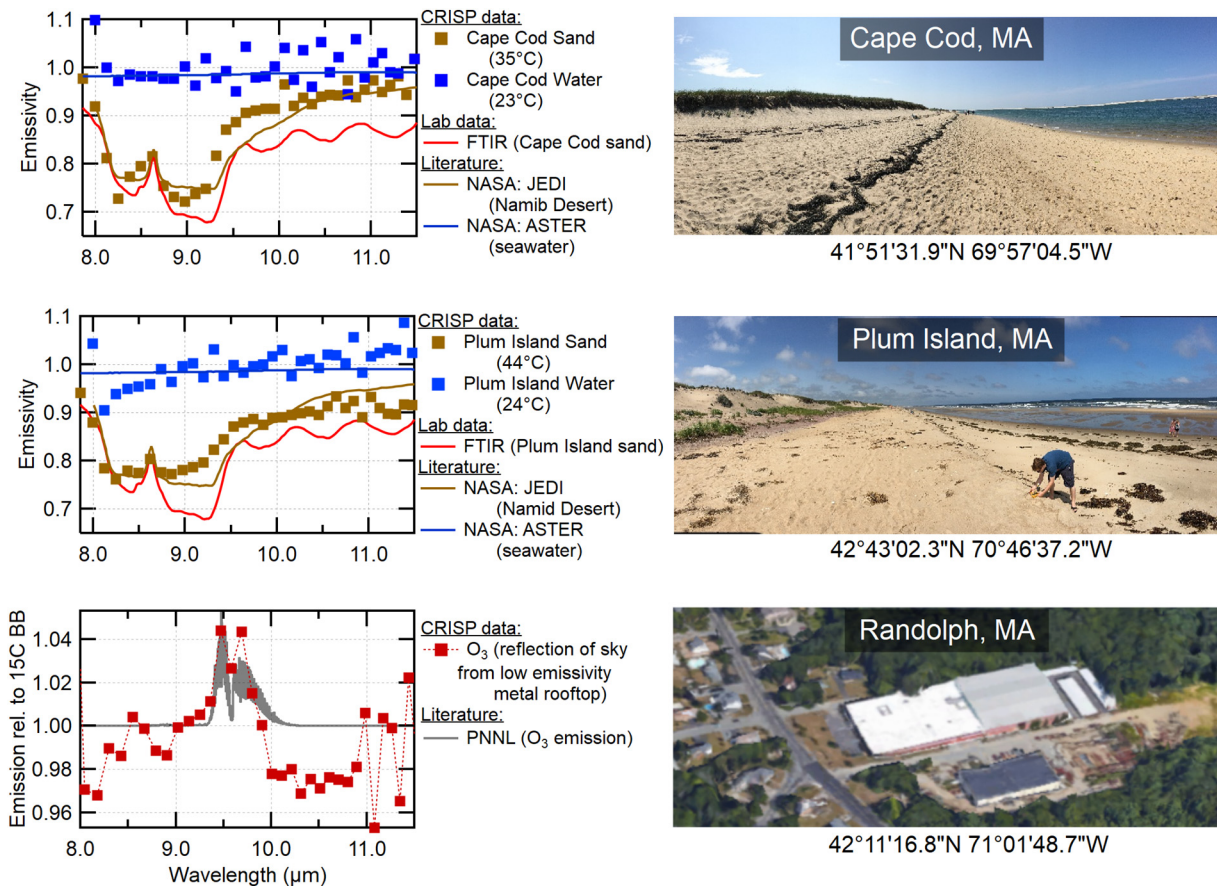 1.1
1.0
0.9
0.8
0.7
Emissivity
8.0 9.0 10.0 11.0
CRISP data:
Cape Cod Sand
(35°C)
Cape Cod Water
(23°C)
Lab data:
FTIR (Cape Cod sand)
Literature:
NASA: JEDI
(Namib Desert)
NASA: ASTER
(seawater)
Cape Cod, MA
41°51'31.9"N 69°57'04.5"W
1.1
1.0
0.9
0.8
0.7
Emissivity
8.0 9.0 10.0 11.0
CRISP data:
Plum Island Sand
(44°C)
Plum Island Water
(24°C)
Lab data:
FTIR (Plum Island sand)
Literature:
NASA: JEDI
(Namid Desert)
NASA: ASTER
(seawater)
Plum Island, MA
42°43'02.3"N 70°46'37.2"W
Emission rel. to 15C BB
1.04
1.02
1.00
0.98
0.96
8.0 9.0 10.0 11.0
Wavelength (µm)
CRISP data:
O₃ (reflection of sky
from low emissivity
metal rooftop)
Literature:
PNNL (O₃ emission)
Randolph, MA
42°11'16.8"N 71°01'48.7"W